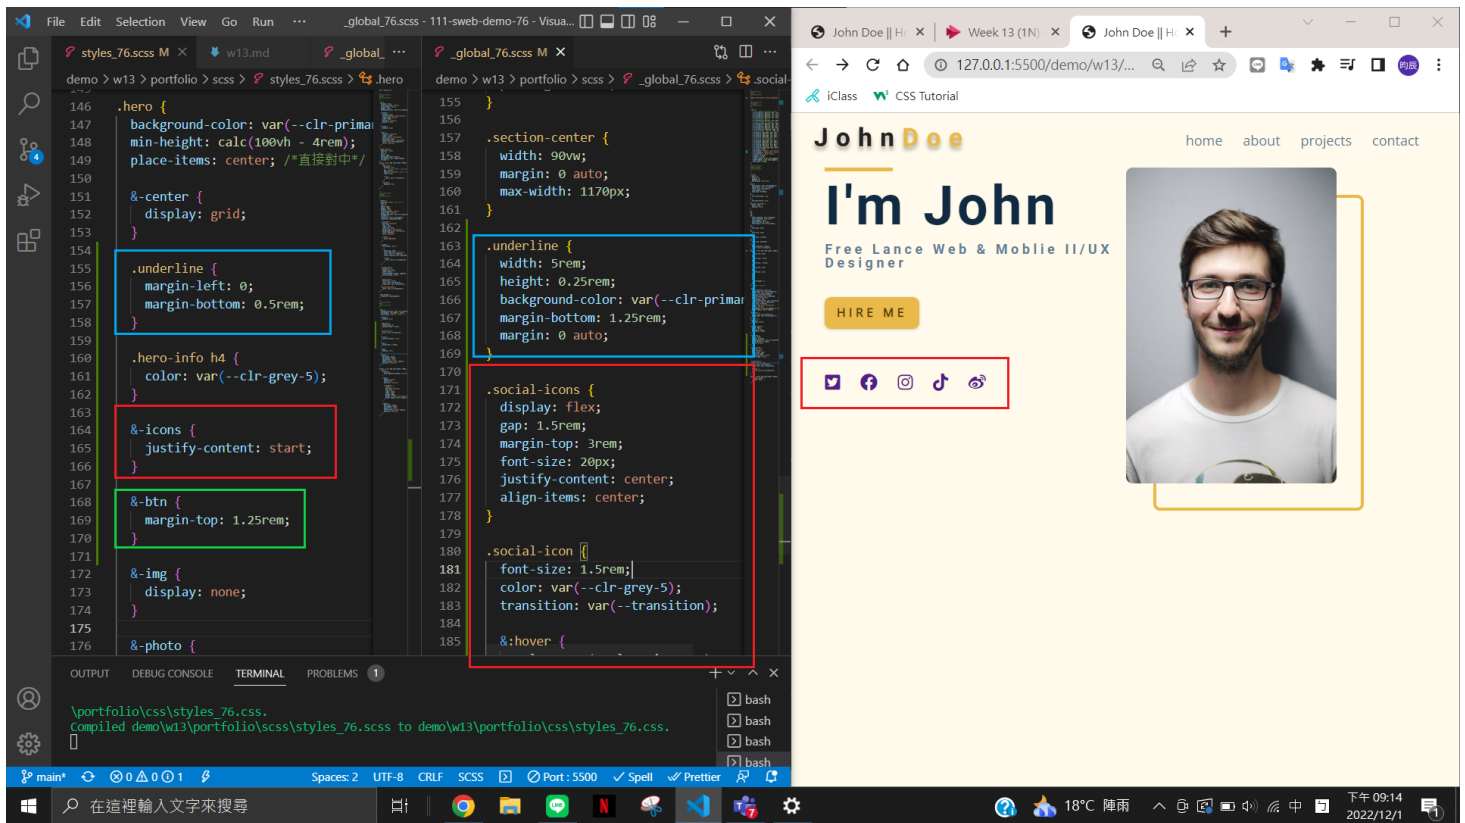 File Edit Selection View Go Run ··· _global_76.scss - 111-sweb-demo-76 - Visua...
styles_76.scss M
w13.md
_global_ ···
demo > w13 > portfolio > scss > styles_76.scss > .hero
146 .hero {
147 background-color: var(--clr-primar
148 min-height: calc(100vh - 4rem);
149 place-items: center; /*直接對中*/
150
151 &-center {
152 display: grid;
153 }
154
155 .underline {
156 margin-left: 0;
157 margin-bottom: 0.5rem;
158 }
159
160 .hero-info h4 {
161 color: var(--clr-grey-5);
162 }
163
164 &-icons {
165 justify-content: start;
166 }
167
168 &-btn {
169 margin-top: 1.25rem;
170 }
171
172 &-img {
173 display: none;
174 }
175
176 &-photo {
_global_76.scss M
demo > w13 > portfolio > scss > _global_76.scss > .social-
155 }
156
157 .section-center {
158 width: 90vw;
159 margin: 0 auto;
160 max-width: 1170px;
161 }
162
163 .underline {
164 width: 5rem;
165 height: 0.25rem;
166 background-color: var(--clr-primar
167 margin-bottom: 1.25rem;
168 margin: 0 auto;
169 }
170
171 .social-icons {
172 display: flex;
173 gap: 1.5rem;
174 margin-top: 3rem;
175 font-size: 20px;
176 justify-content: center;
177 align-items: center;
178 }
179
180 .social-icon {
181 font-size: 1.5rem;
182 color: var(--clr-grey-5);
183 transition: var(--transition);
184
185 &:hover {
OUTPUT DEBUG CONSOLE TERMINAL PROBLEMS 1
\portfolio\css\styles_76.css.
Compiled demo\w13\portfolio\scss\styles_76.scss to demo\w13\portfolio\css\styles_76.css.
bash
bash
bash
bash
4
main* 0 0 1 Spaces: 2 UTF-8 CRLF SCSS Port : 5500 Spell Prettier
John Doe || Ho
Week 13 (1N)
John Doe || Ho
127.0.0.1:5500/demo/w13/...
昀辰
iClass CSS Tutorial
JohnDoe
home about projects contact
I'm John
Free Lance Web & Moblie II/UX
Designer
HIRE ME
在這裡輸入文字來搜尋
N
7
18°C 陣雨
中
下午 09:14
2022/12/1
1